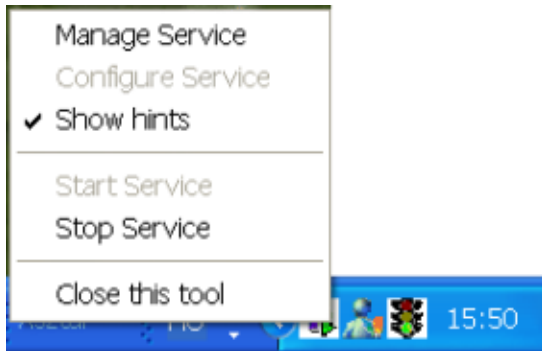 Manage Service
Configure Service
Show hints
Start Service
Stop Service
Close this tool
15:50